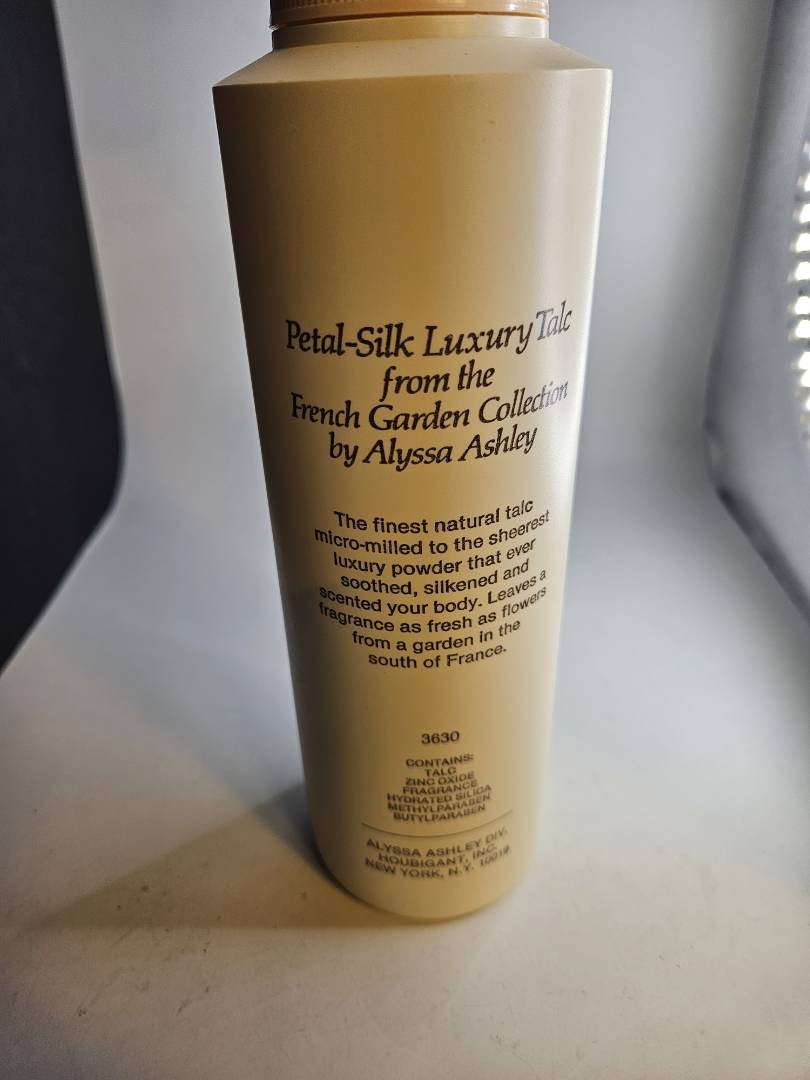 Petal-Silk Luxury Talc
from the
French Garden Collection
by Alyssa Ashley
The finest natural talc
micro-milled to the sheerest
luxury powder that ever
soothed, silkened and
scented your body. Leaves a
fragrance as fresh as flowers
from a garden in the
south of France.
3630
CONTAINS:
TALC
ZINC OXIDE
FRAGRANCE
HYDRATED SILICA
METHYLPARABEN
BUTYLPARABEN
ALYSSA ASHLEY DIV.
HOUBIGANT, INC.
NEW YORK, N.Y. 10019